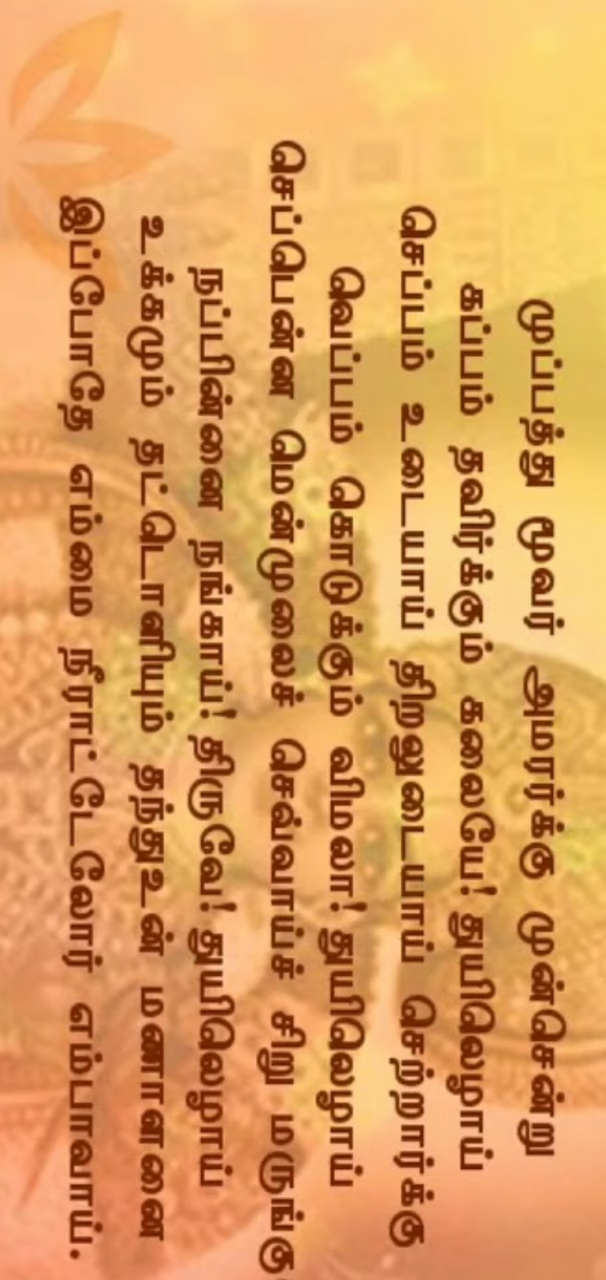 முப்பத்து மூவர் அமரர்க்கு முன்சென்று
கப்பம் தவிர்க்கும் கலையே! துயிலெழாய்
செப்பம் உடையாய் திறலுடையாய் செற்றார்க்கு
வெப்பம் கொடுக்கும் விமலா! துயிலெழாய்
செப்பென்ன மென்முலைச் செவ்வாய்ச் சிறு மருங்கு
நப்பின்னை நங்காய்! திருவே! துயிலெழாய்
உக்கமும் தட்டொளியும் தந்துஉன் மணாளனை
இப்போதே எம்மை நீராட்டேலோர் எம்பாவாய்.